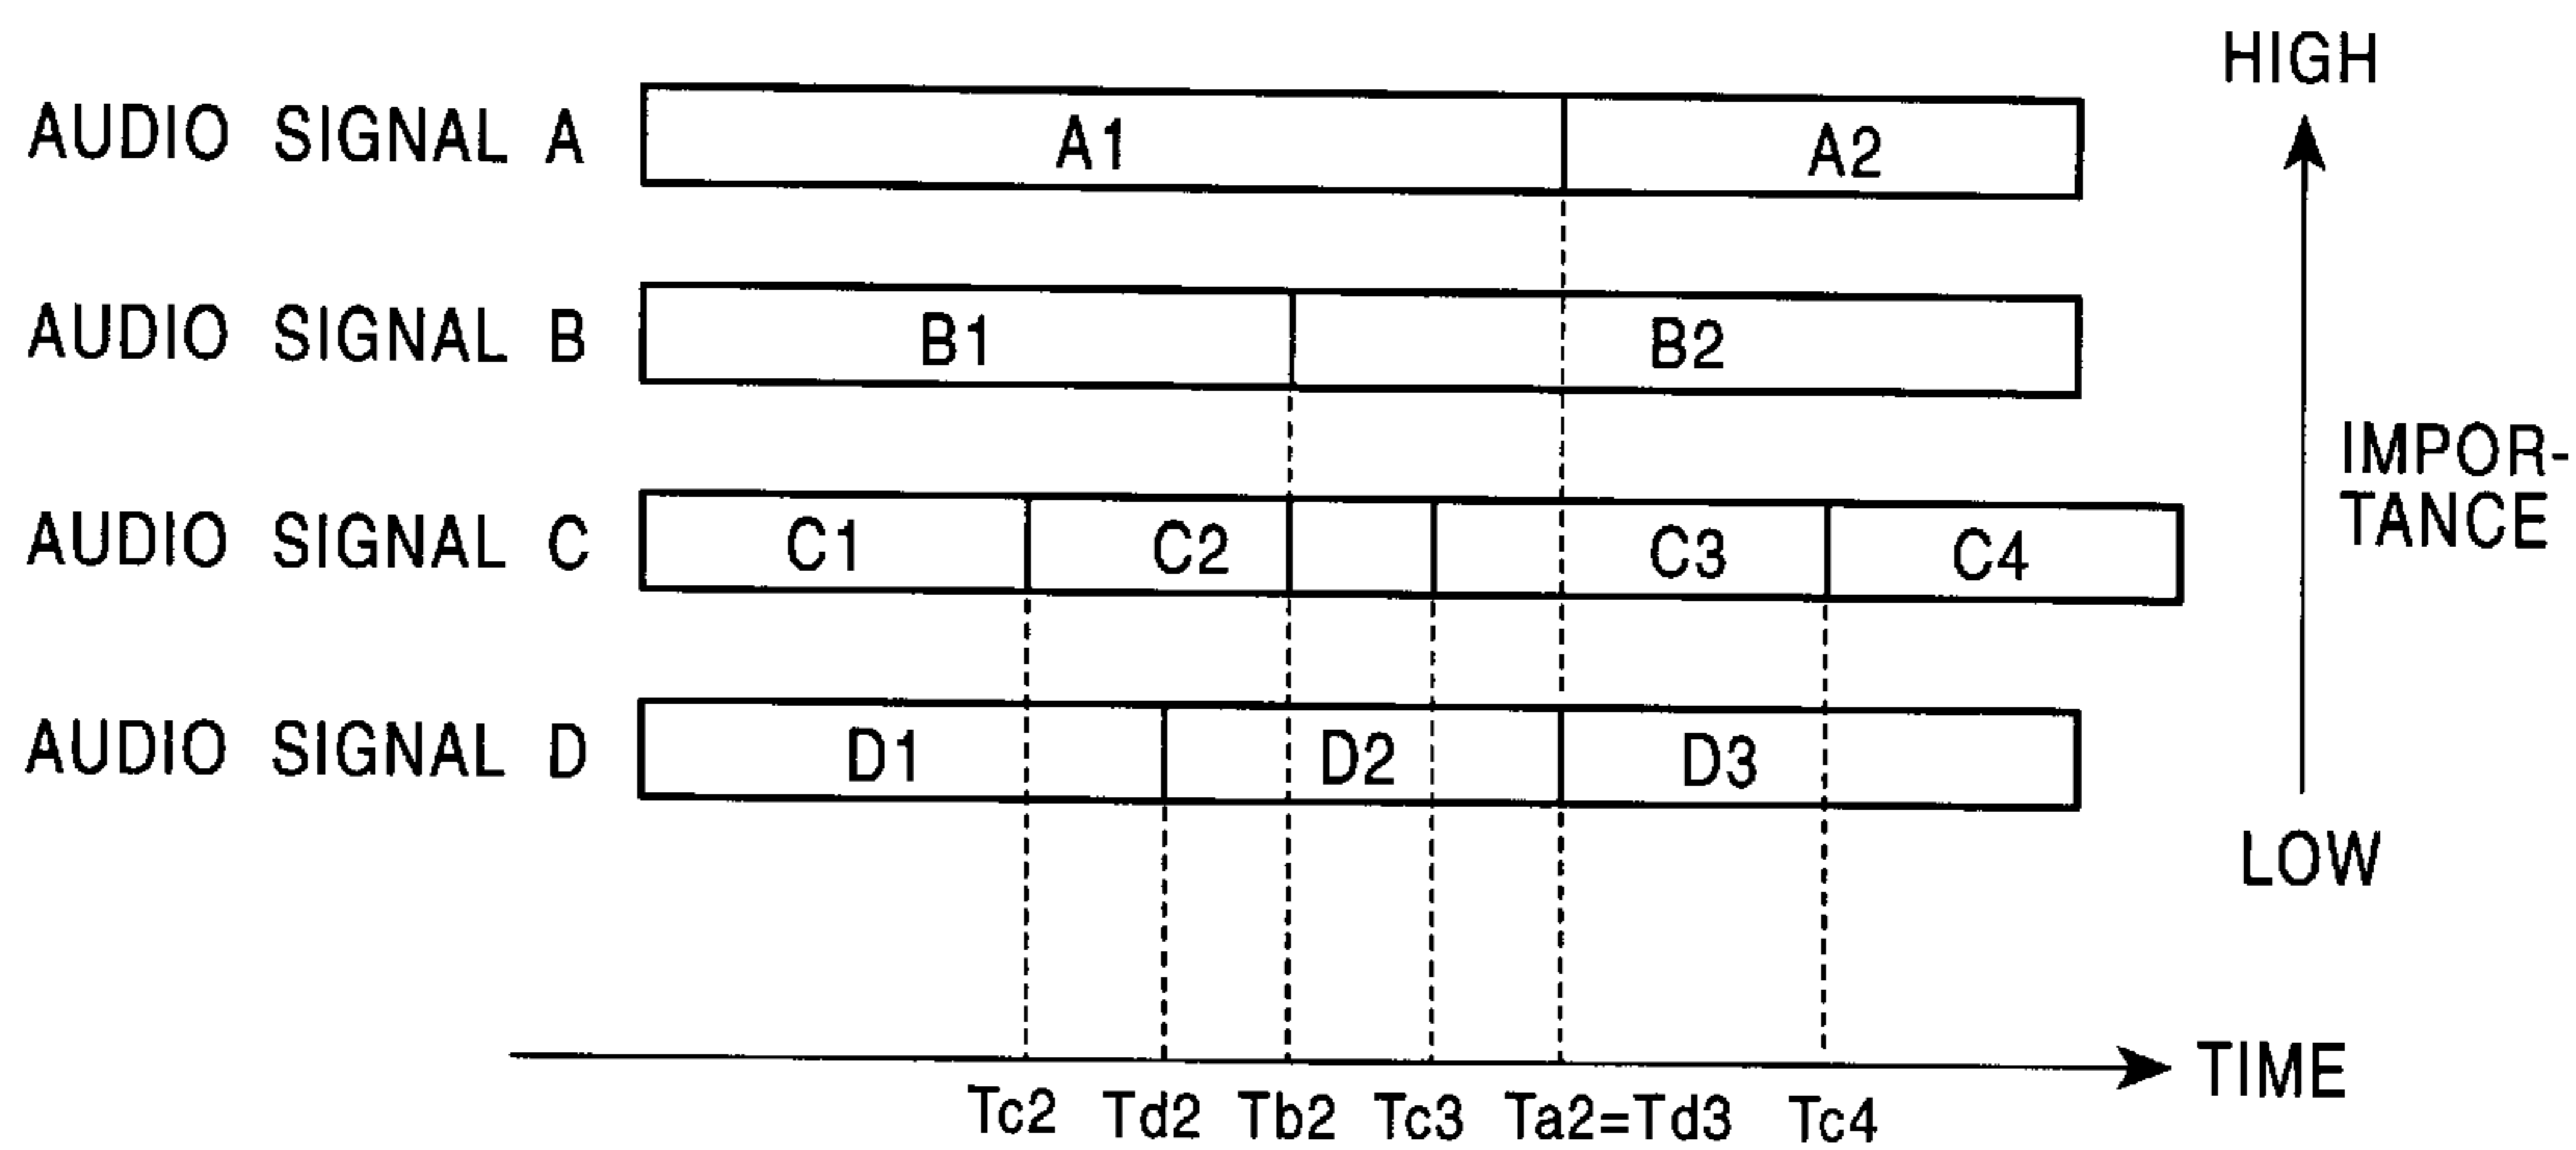 HIGH
AUDIO SIGNAL A A1 A2
AUDIO SIGNAL B B1 B2
IMPOR-
TANCE
AUDIO SIGNAL C C1 C2 C3 C4
AUDIO SIGNAL D D1 D2 D3
LOW
TIME
Tc2 Td2 Tb2 Tc3 Ta2=Td3 Tc4